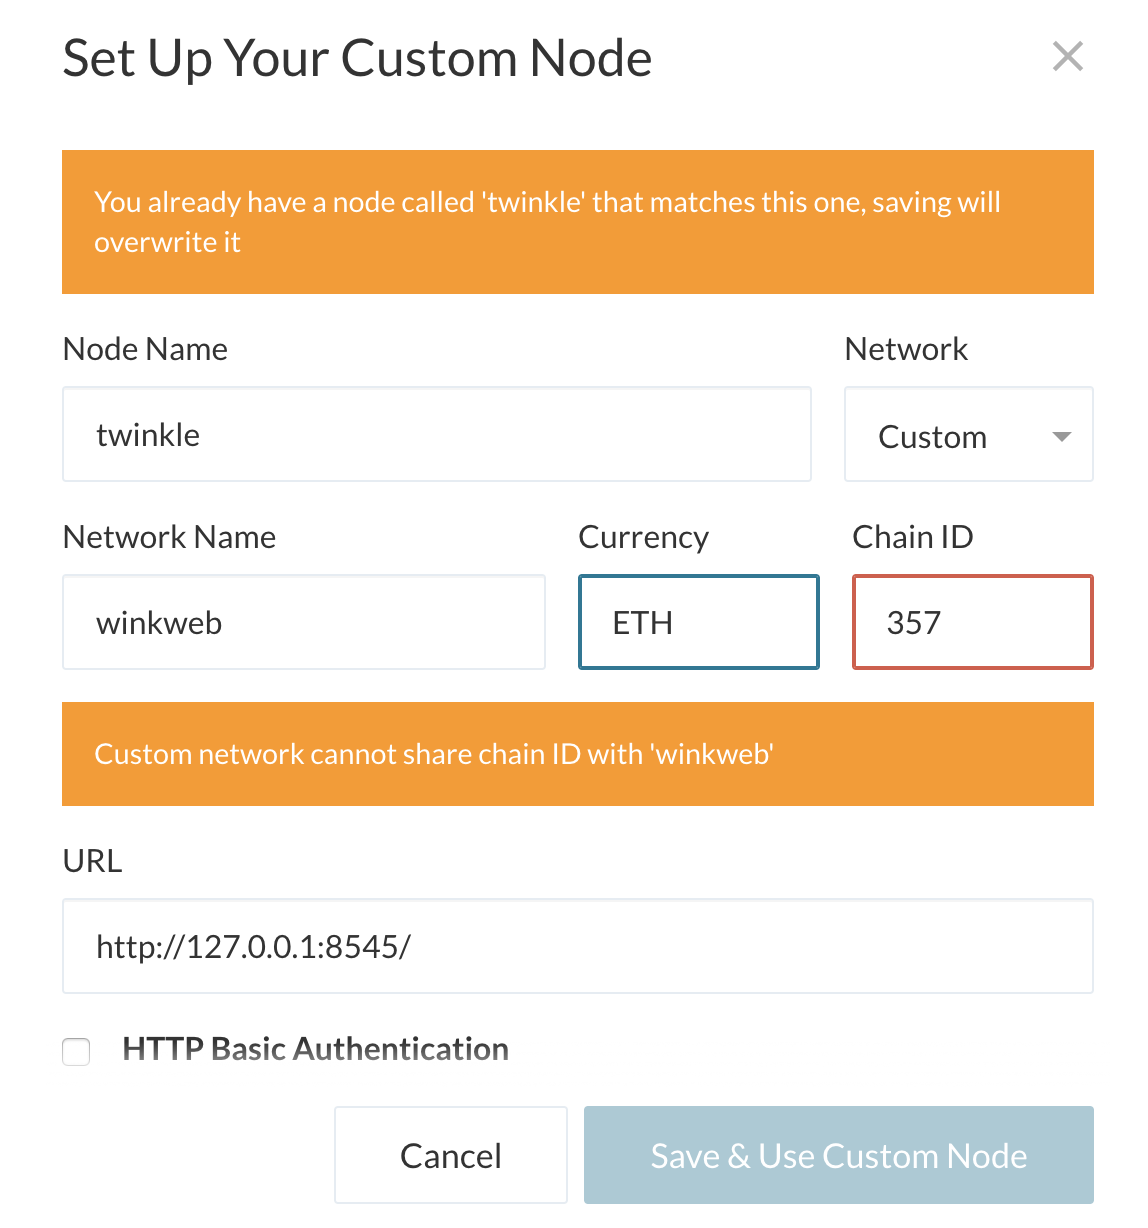 Set Up Your Custom Node
You already have a node called 'twinkle' that matches this one, saving will
overwrite it
Node Name
Network
twinkle
Custom
Network Name
Currency
Chain ID
winkweb
ETH
357
Custom network cannot share chain ID with 'winkweb'
URL
http://127.0.0.1:8545/
HTTP Basic Authentication
Cancel
Save & Use Custom Node